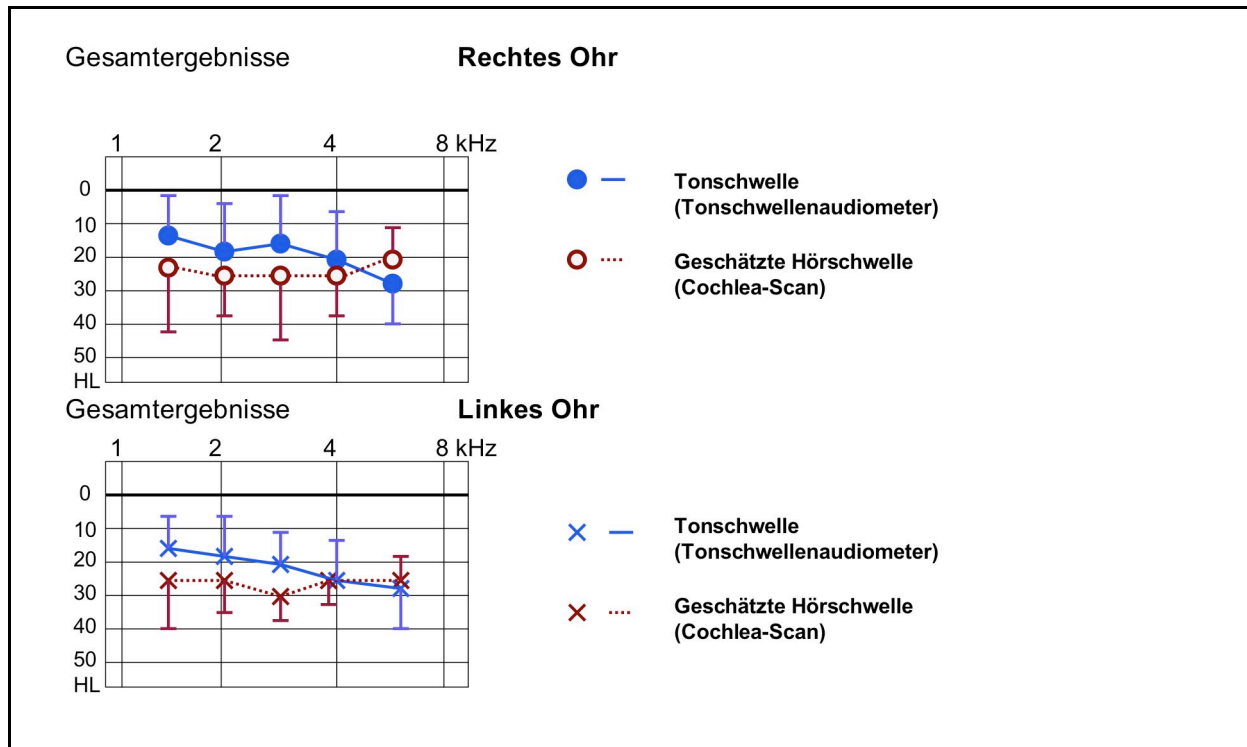 Gesamtergebnisse Rechtes Ohr
1 2 4 8 kHz
0
10
20
30
40
50
HL
Tonschwelle
(Tonschwellenaudiometer)
Geschätzte Hörschwelle
(Cochlea-Scan)
Gesamtergebnisse Linkes Ohr
1 2 4 8 kHz
0
10
20
30
40
50
HL
Tonschwelle
(Tonschwellenaudiometer)
Geschätzte Hörschwelle
(Cochlea-Scan)